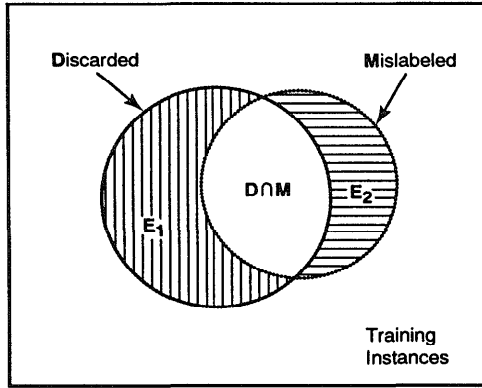 Discarded
Mislabeled
D∩M
E₁
E₂
Training
Instances